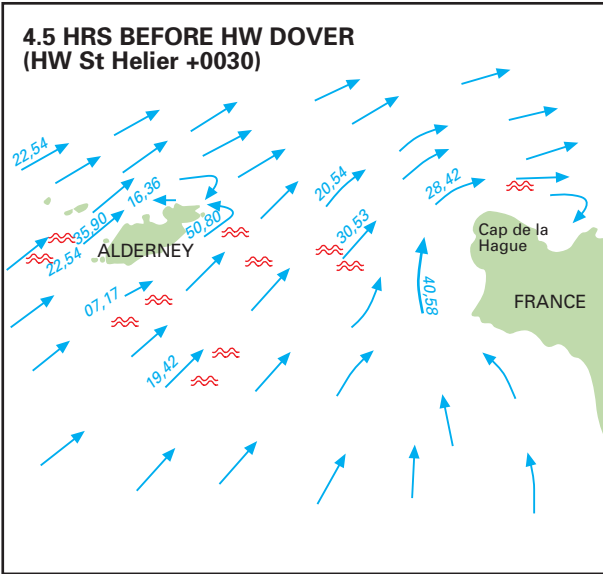 4.5 HRS BEFORE HW DOVER
(HW St Helier +0030)
22,54
16,36
20,54
28,42
35,90
50,80
30,53
22,54
ALDERNEY
Cap de la
Hague
07,17
40,58
FRANCE
19,42